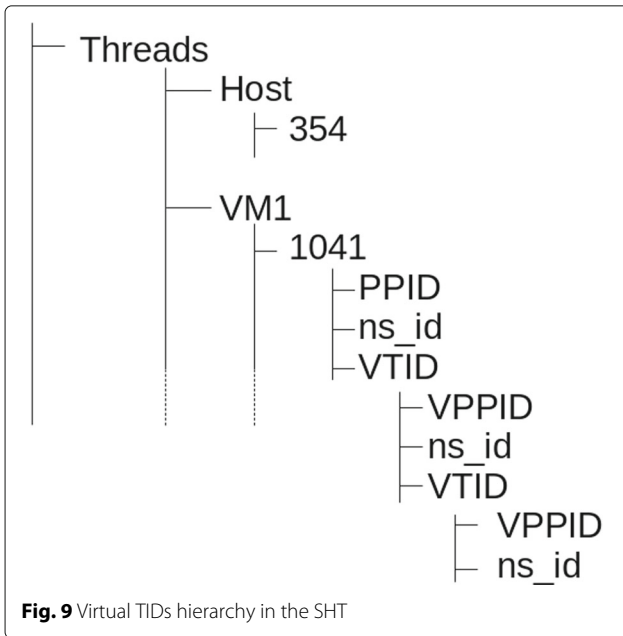 Threads
Host
354
VM1
1041
PPID
ns_id
VTID
VPPID
ns_id
VTID
VPPID
ns_id
Fig. 9 Virtual TIDs hierarchy in the SHT